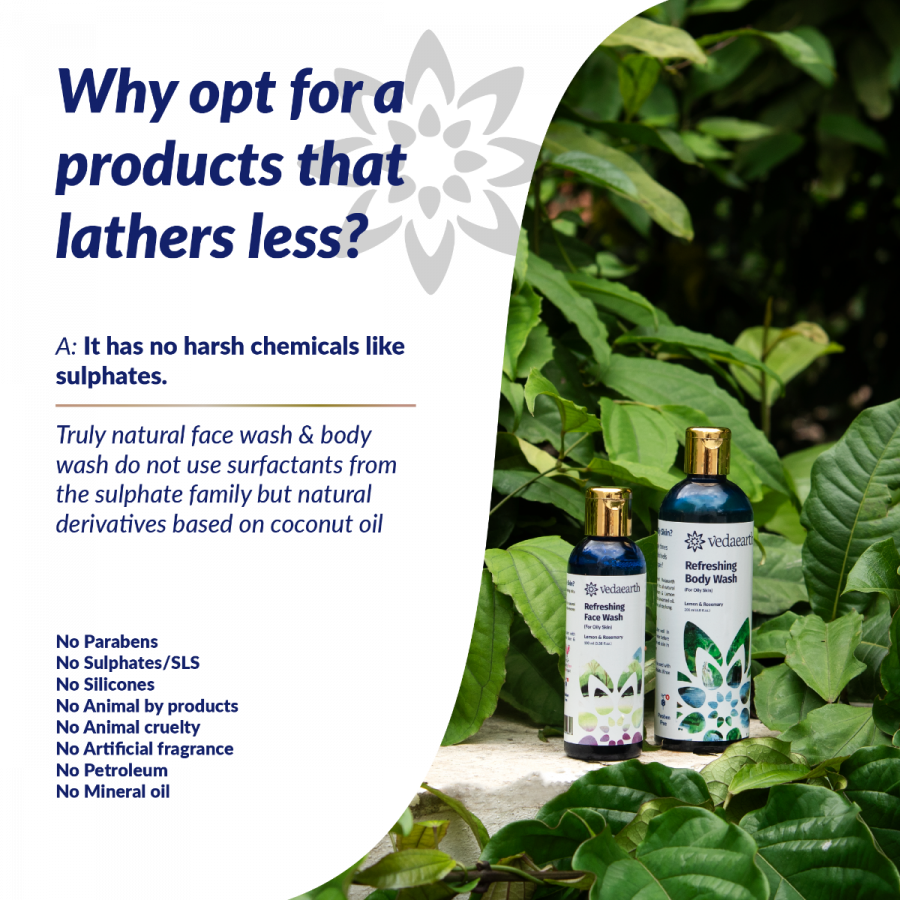 Why opt for a
products that
lathers less?
A: It has no harsh chemicals like
sulphates.
Truly natural face wash & body
wash do not use surfactants from
the sulphate family but natural
derivatives based on coconut oil
No Parabens
No Sulphates/SLS
No Silicones
No Animal by products
No Animal cruelty
No Artificial fragrance
No Petroleum
No Mineral oil
vedaearth
Refreshing
Face Wash
(For Oily Skin)
Lemon & Rosemary
vedaearth
Refreshing
Body Wash
(For Oily Skin)
Lemon & Rosemary